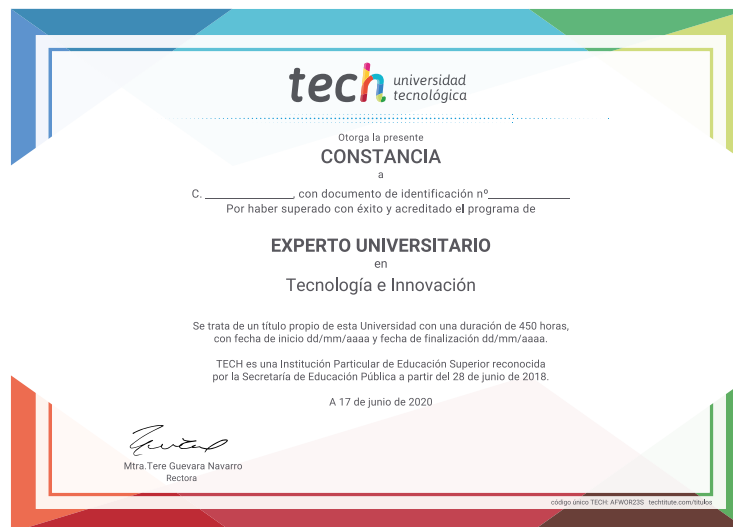 tech universidad
tecnológica
Otorga la presente
CONSTANCIA
a
C. ______________, con documento de identificación nº______________
Por haber superado con éxito y acreditado el programa de
EXPERTO UNIVERSITARIO
en
Tecnología e Innovación
Se trata de un título propio de esta Universidad con una duración de 450 horas,
con fecha de inicio dd/mm/aaaa y fecha de finalización dd/mm/aaaa.
TECH es una Institución Particular de Educación Superior reconocida
por la Secretaría de Educación Pública a partir del 28 de junio de 2018.
A 17 de junio de 2020
Mtra.Tere Guevara Navarro
Rectora
código único TECH: AFWOR23S techtitute.com/titulos